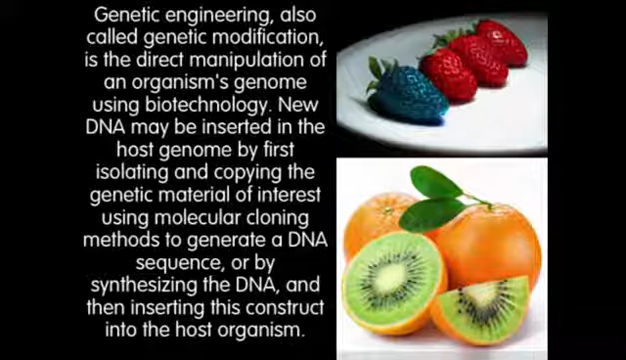 Genetic engineering, also
called genetic modification,
is the direct manipulation of
an organism's genome
using biotechnology. New
DNA may be inserted in the
host genome by first
isolating and copying the
genetic material of interest
using molecular cloning
methods to generate a DNA
sequence, or by
synthesizing the DNA, and
then inserting this construct
into the host organism.